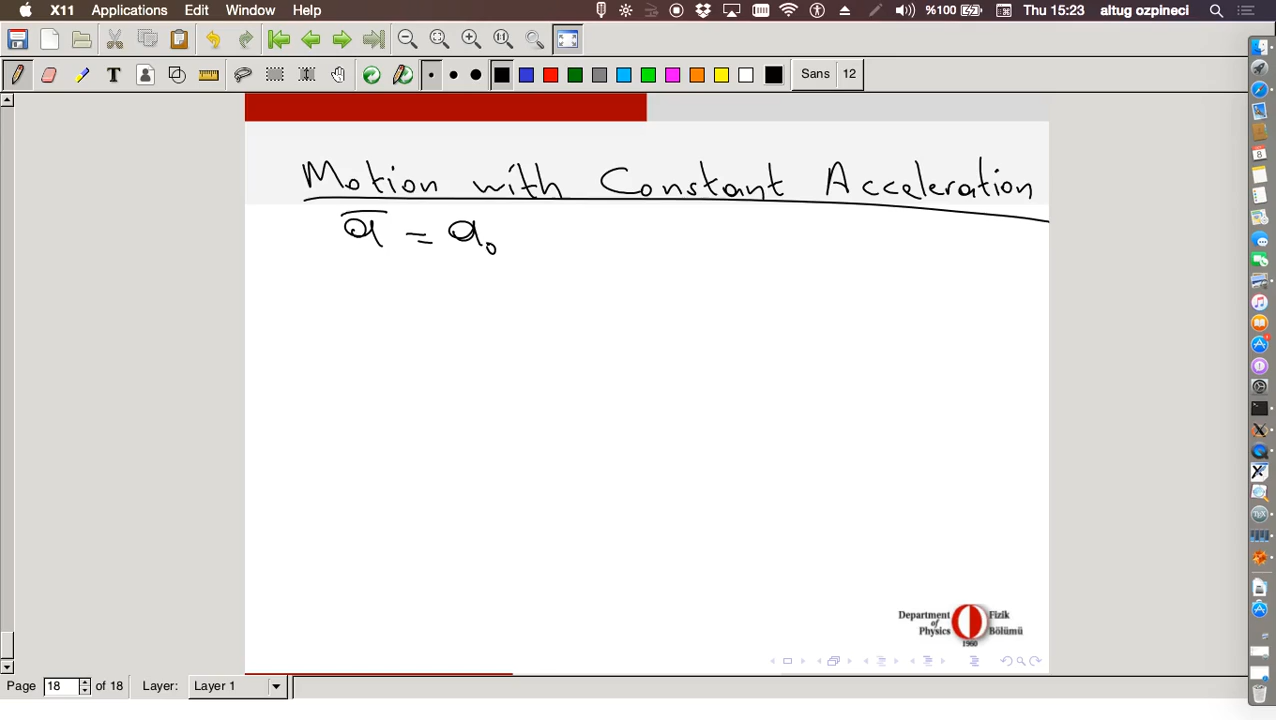 X11 Applications Edit Window Help %100 Thu 15:23 altug ozpineci
Sans 12
Motion with Constant Acceleration
a̅ = a₀
Department of Physics
Fizik Bölümü
1960
Page 18 of 18 Layer: Layer 1